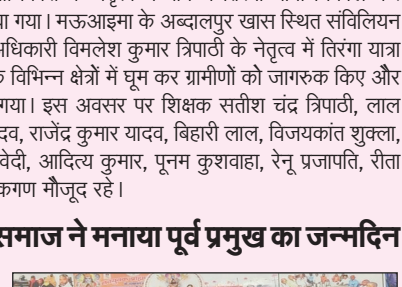 या गया। मऊआइमा के अब्दालपुर खास स्थित संविलियन
अधिकारी विमलेश कुमार त्रिपाठी के नेतृत्व में तिरंगा यात्रा
के विभिन्न क्षेत्रों में घूम कर ग्रामीणों को जागरुक किए और
गया। इस अवसर पर शिक्षक सतीश चंद्र त्रिपाठी, लाल
दव, राजेंद्र कुमार यादव, बिहारी लाल, विजयकांत शुक्ला,
वेदी, आदित्य कुमार, पूनम कुशवाहा, रेनू प्रजापति, रीता
कगण मौजूद रहे।
समाज ने मनाया पूर्व प्रमुख का जन्मदिन